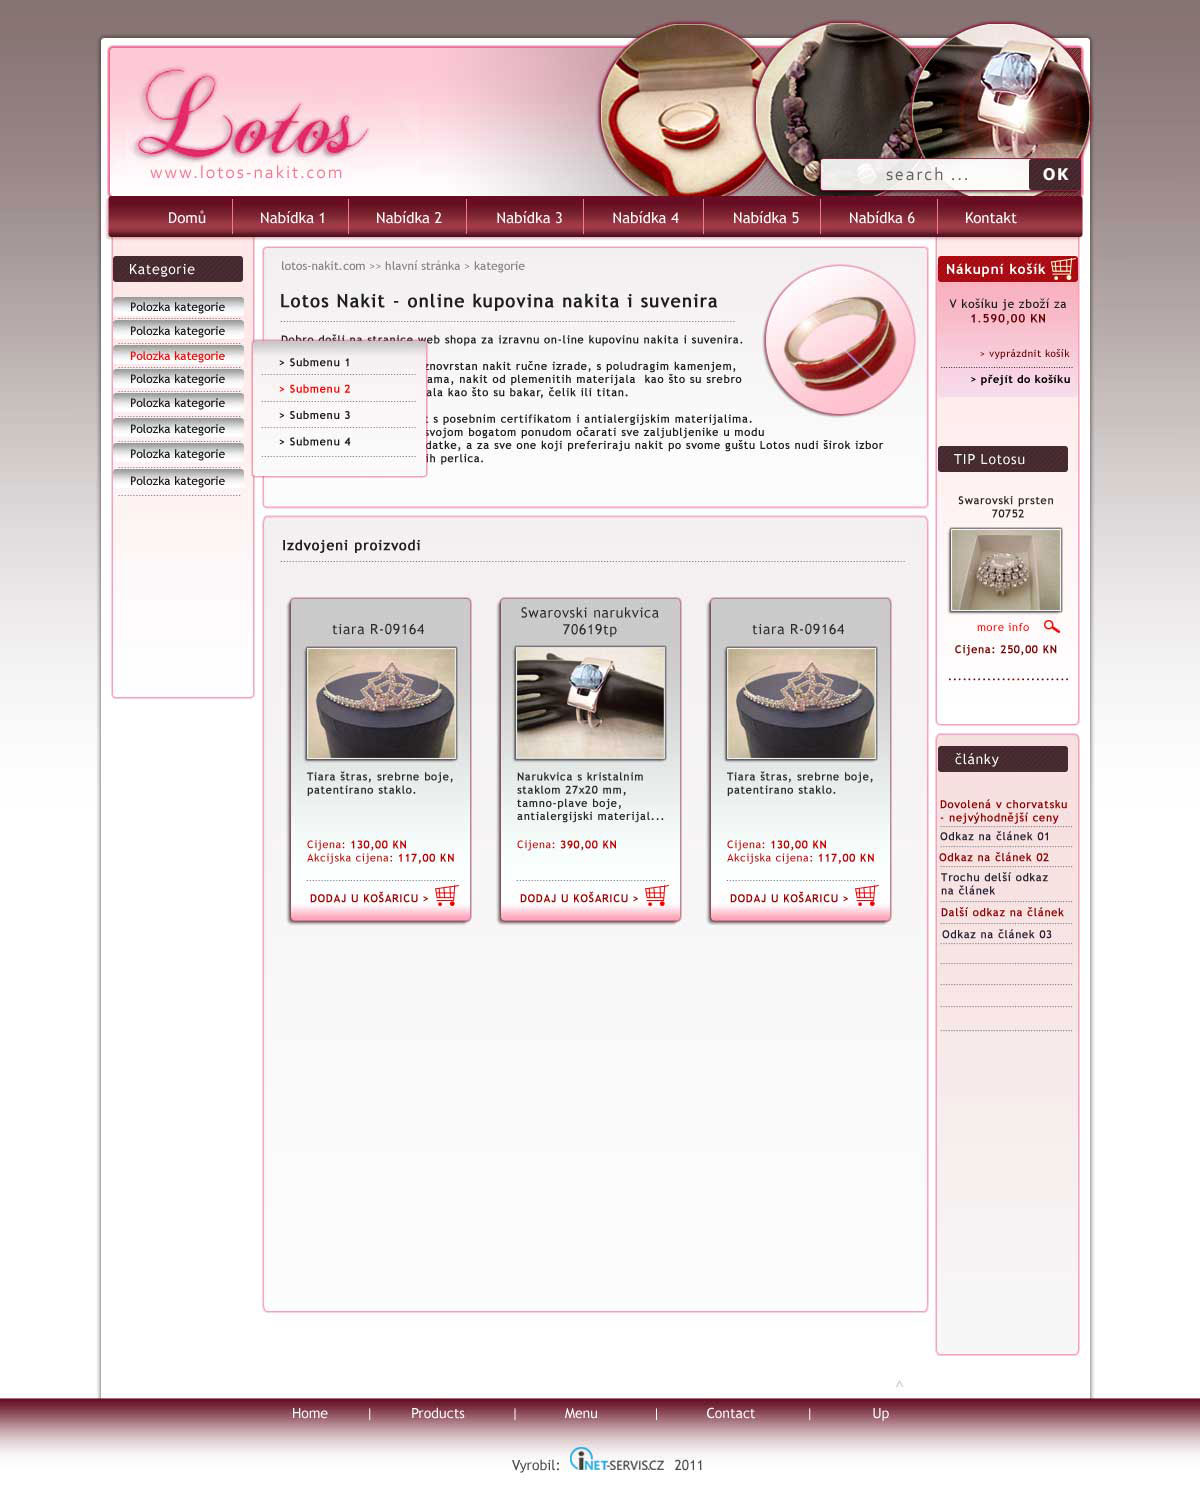 Lotos
www.lotos-nakit.com
search ...
OK
Domů
Nabídka 1
Nabídka 2
Nabídka 3
Nabídka 4
Nabídka 5
Nabídka 6
Kontakt
Kategorie
Polozka kategorie
Polozka kategorie
Polozka kategorie
Polozka kategorie
Polozka kategorie
Polozka kategorie
Polozka kategorie
Polozka kategorie
> Submenu 1
> Submenu 2
> Submenu 3
> Submenu 4
lotos-nakit.com >> hlavní stránka > kategorie
Lotos Nakit - online kupovina nakita i suvenira
Dobro došli na stranice web shopa za izravnu on-line kupovinu nakita i suvenira.
znovrstan nakit ručne izrade, s poludragim kamenjem,
ama, nakit od plemenitih materijala kao što su srebro
ala kao što su bakar, čelik ili titan.
t s posebnim certifikatom i antialergijskim materijalima.
svojom bogatom ponudom očarati sve zaljubljenike u modu
datke, a za sve one koji preferiraju nakit po svome guštu Lotos nudi širok izbor
ih perlica.
Izdvojeni proizvodi
tiara R-09164
Tiara štras, srebrne boje,
patentirano staklo.
Cijena: 130,00 KN
Akcijska cijena: 117,00 KN
DODAJ U KOŠARICU >
Swarovski narukvica
70619tp
Narukvica s kristalnim
staklom 27x20 mm,
tamno-plave boje,
antialergijski materijal...
Cijena: 390,00 KN
DODAJ U KOŠARICU >
tiara R-09164
Tiara štras, srebrne boje,
patentirano staklo.
Cijena: 130,00 KN
Akcijska cijena: 117,00 KN
DODAJ U KOŠARICU >
Nákupní košík
V košíku je zboží za
1.590,00 KN
> vyprázdnit košík
> přejít do košíku
TIP Lotosu
Swarovski prsten
70752
more info
Cijena: 250,00 KN
články
Dovolená v chorvatsku
- nejvýhodnější ceny
Odkaz na článek 01
Odkaz na článek 02
Trochu delší odkaz
na článek
Další odkaz na článek
Odkaz na článek 03
^
Home | Products | Menu | Contact | Up
Vyrobil: iNET-SERVIS.CZ 2011